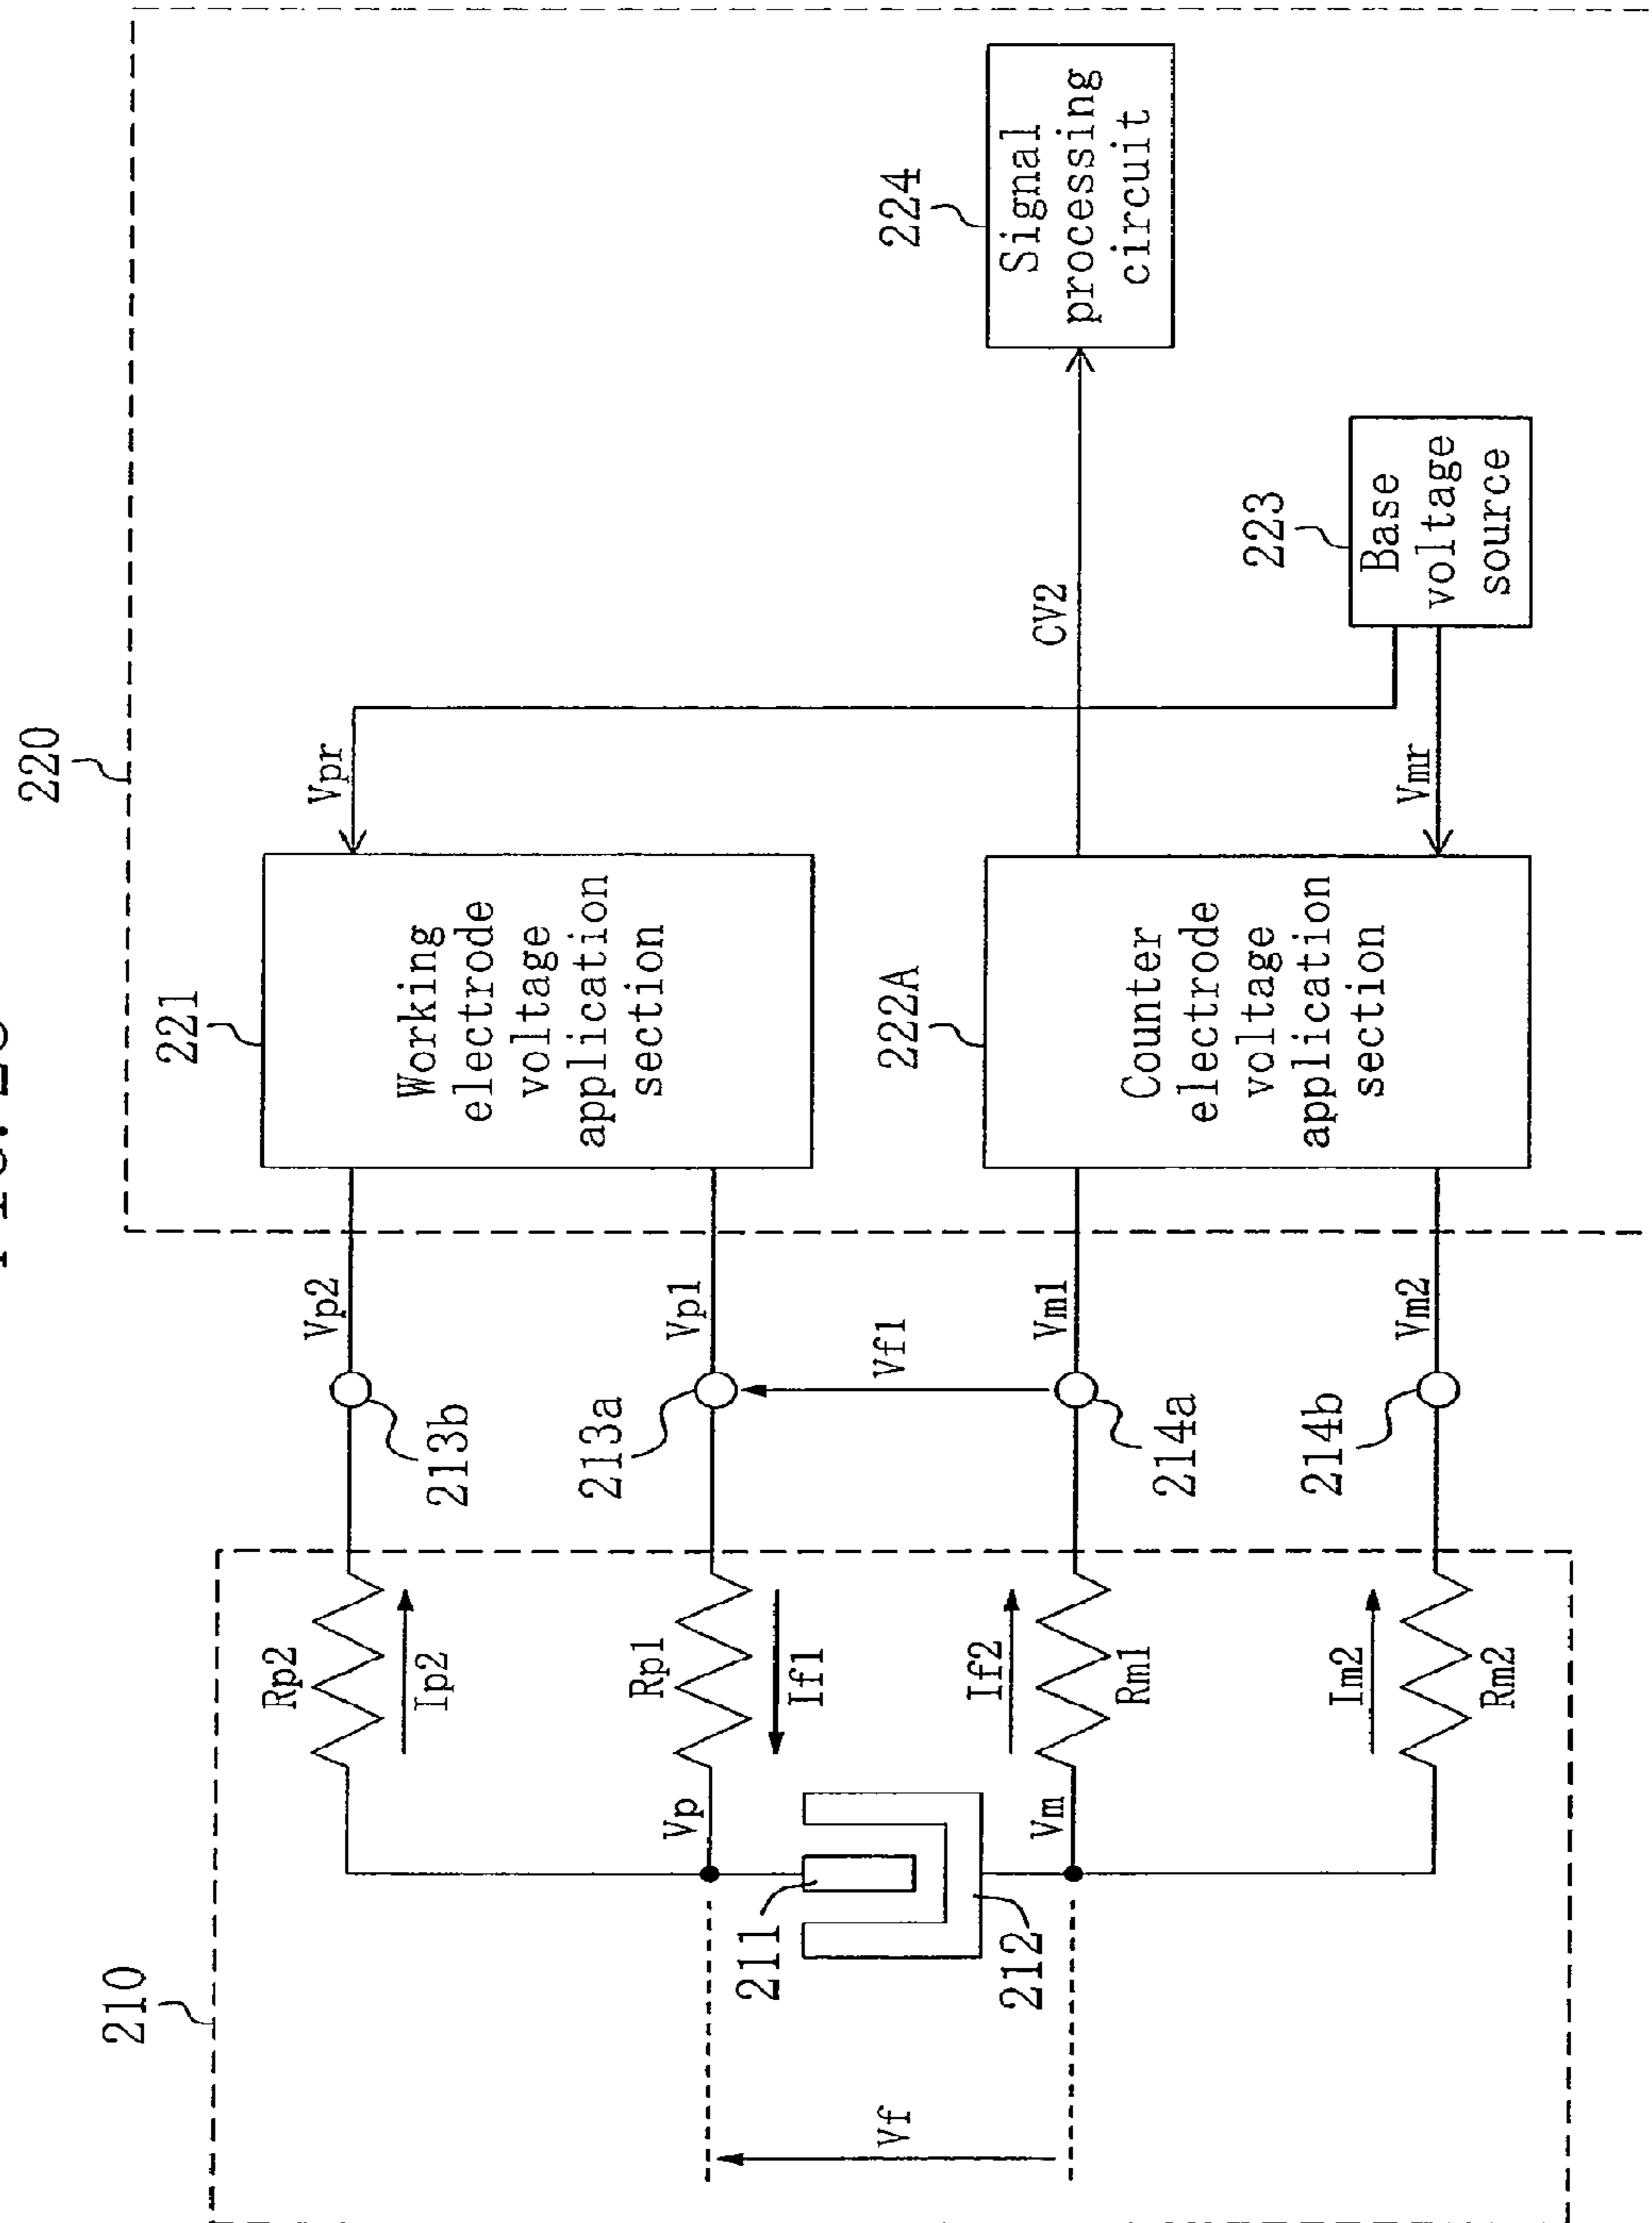 220
224
Signal
processing
circuit
CV2
223
Base
voltage
source
Vpr
Vmr
221
Working
electrode
voltage
application
section
222A
Counter
electrode
voltage
application
section
Vp2
Vp1
Vf1
Vm1
Vm2
213b
213a
214a
214b
210
Rp2
Ip2
Rp1
If1
If2
Rm1
Im2
Rm2
Vp
Vm
211
212
Vf